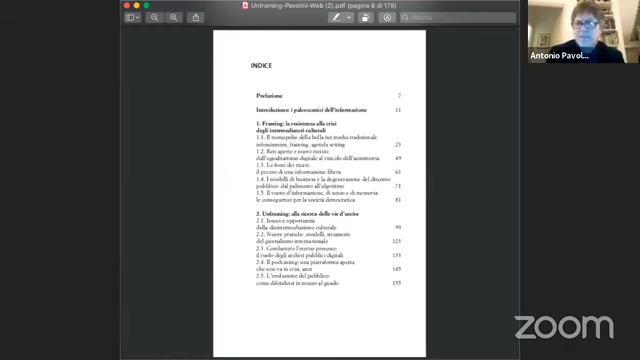 Unframing-Pavolini-Web (2).pdf (pagina 6 di 178)
Ricerca
Antonio Pavol...
INDICE
Prefazione 7
Introduzione: i paleosomici dell'informazione 11
1. Framing: la resistenza alla crisi
degli intermediatori culturali
1.1. Il monopolio della bolla nei media tradizionali:
infotainment, framing, agenda setting 25
1.2. Reti aperte e nuovi recinti:
dall'egualitarismo digitale al vincolo dell'asimmetria 49
1.3. Le fonti dei ricavi:
il prezzo di una informazione libera 61
1.4. I modelli di business e la degenerazione del discorso
pubblico: dal palinsesto all'algoritmo 71
1.5. Il vuoto d'informazione, di senso e di memoria:
le conseguenze per la società democratica 81
2. Unframing: alla ricerca delle vie d'uscita
2.1. Issues e opportunità
della disintermediazione culturale 99
2.2. Nuove pratiche, modelli, strumenti
del giornalismo internazionale 123
2.3. Combattere l'eterno presente:
il ruolo degli archivi pubblici digitali 133
2.4. Il podcasting: una piattaforma aperta
che non va in crisi, anzi 145
2.5. L'evoluzione del pubblico:
come difendersi in mezzo al guado 155
zoom